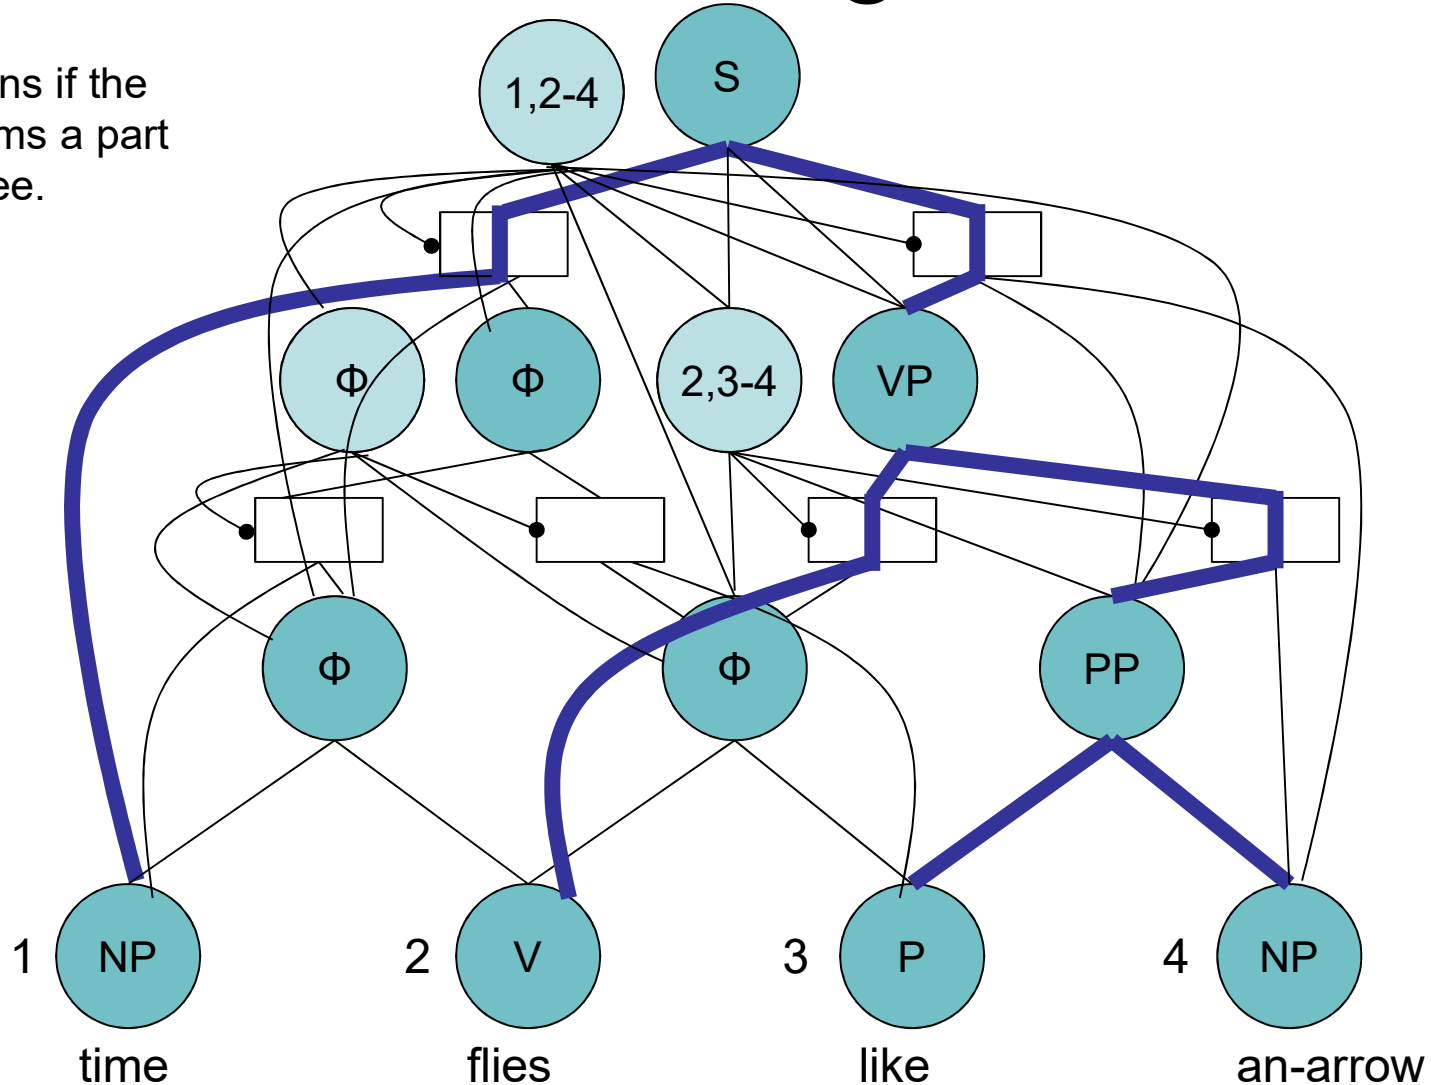 ns if the
ms a part
ee.
1,2-4 S
Φ Φ 2,3-4 VP
Φ Φ PP
1 NP 2 V 3 P 4 NP
time flies like an-arrow